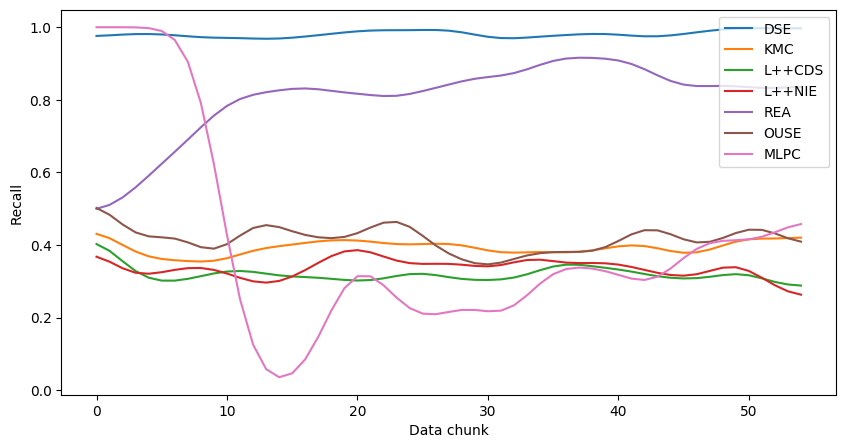 1.0
0.8
0.6
0.4
0.2
0.0
Recall
0
10
20
30
40
50
Data chunk
DSE
KMC
L++CDS
L++NIE
REA
OUSE
MLPC